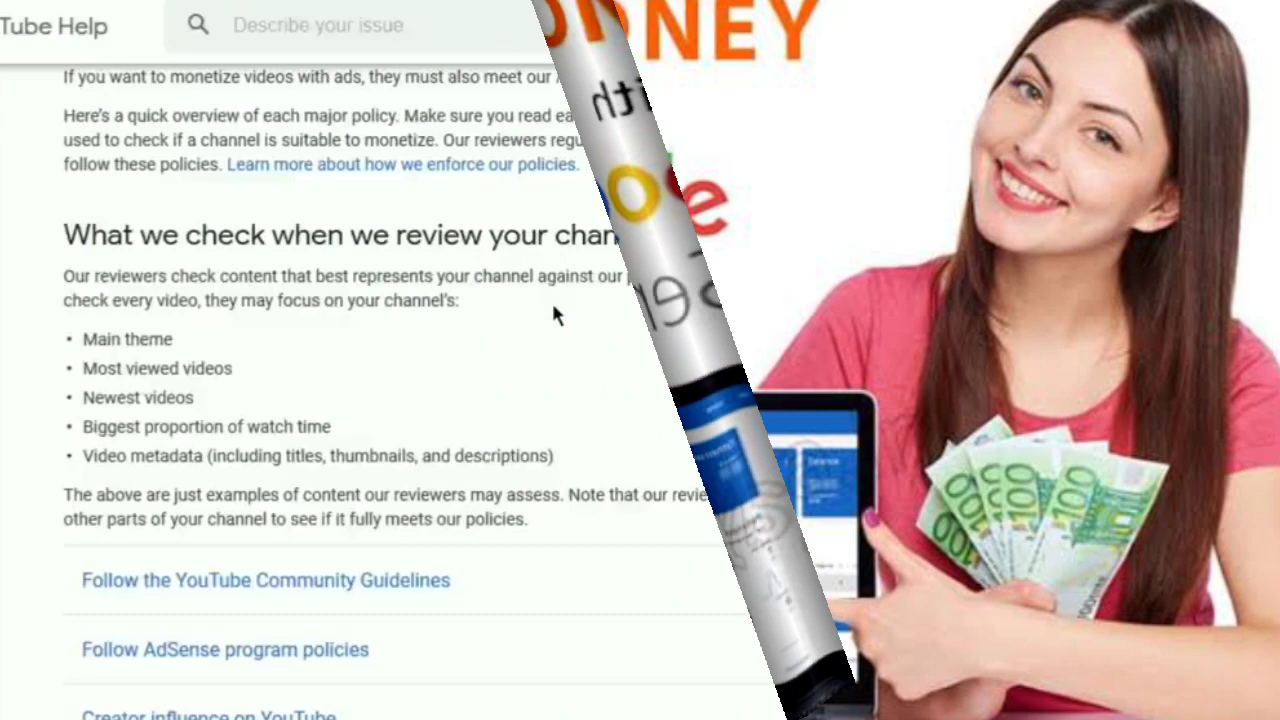 Tube Help
Describe your issue
If you want to monetize videos with ads, they must also meet our
Here's a quick overview of each major policy. Make sure you read ea
used to check if a channel is suitable to monetize. Our reviewers regu
follow these policies. Learn more about how we enforce our policies.
What we check when we review your chan
Our reviewers check content that best represents your channel against our
check every video, they may focus on your channel's:
• Main theme
• Most viewed videos
• Newest videos
• Biggest proportion of watch time
• Video metadata (including titles, thumbnails, and descriptions)
The above are just examples of content our reviewers may assess. Note that our revie
other parts of your channel to see if it fully meets our policies.
Follow the YouTube Community Guidelines
Follow AdSense program policies
Creator influence on YouTube
NEY
e
100
100
100
100